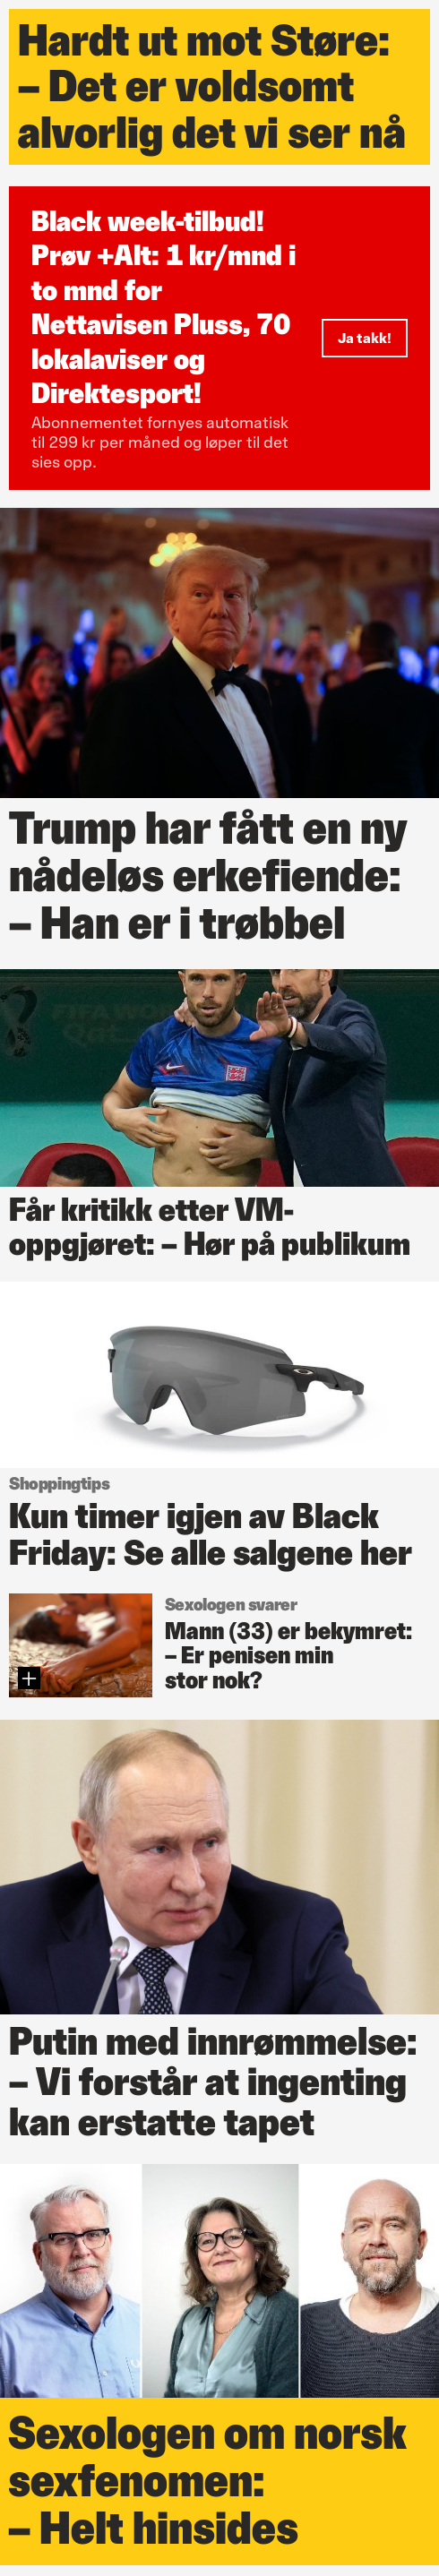 Hardt ut mot Støre:
– Det er voldsomt
alvorlig det vi ser nå
Black week-tilbud!
Prøv +Alt: 1 kr/mnd i
to mnd for
Nettavisen Pluss, 70
lokalaviser og
Direktesport!
Abonnementet fornyes automatisk
til 299 kr per måned og løper til det
sies opp.
Ja takk!
Trump har fått en ny
nådeløs erkefiende:
– Han er i trøbbel
FIFA WOR
Qat
Får kritikk etter VM-
oppgjøret: – Hør på publikum
Shoppingtips
Kun timer igjen av Black
Friday: Se alle salgene her
Sexologen svarer
Mann (33) er bekymret:
– Er penisen min
stor nok?
Putin med innrømmelse:
– Vi forstår at ingenting
kan erstatte tapet
Sexologen om norsk
sexfenomen:
– Helt hinsides